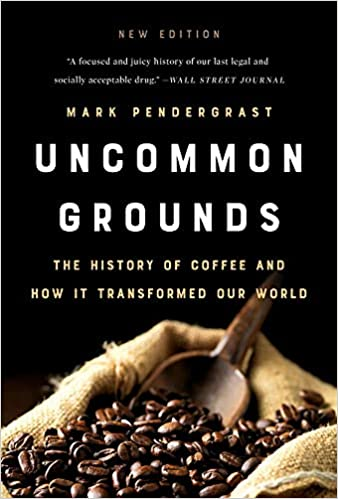 NEW EDITION
"A focused and juicy history of our last legal and
socially acceptable drug." —WALL STREET JOURNAL
MARK PENDERGRAST
UNCOMMON
GROUNDS
THE HISTORY OF COFFEE AND
HOW IT TRANSFORMED OUR WORLD